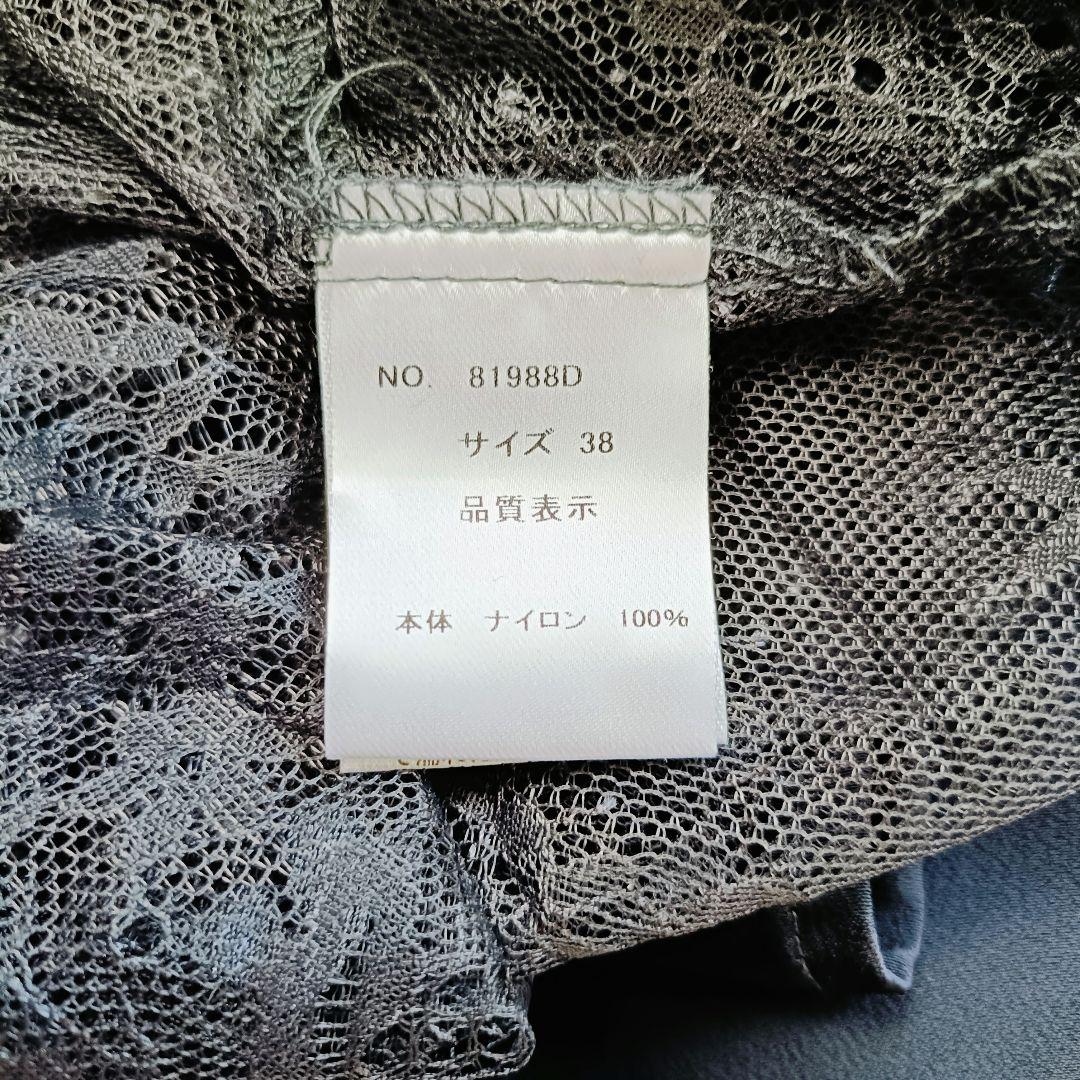 NO. 81988D
サイズ 38
品質表示
本体 ナイロン 100%